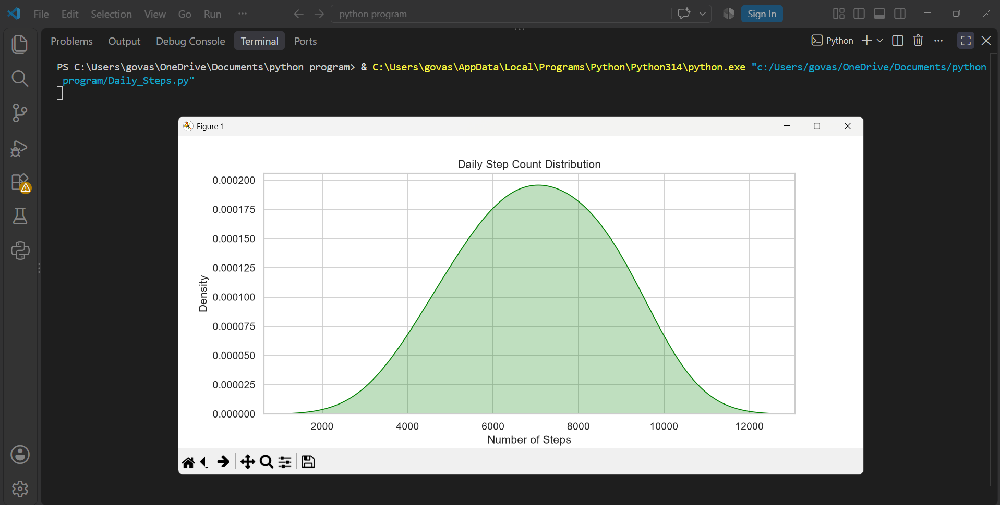 File Edit Selection View Go Run ··· python program Sign In
Problems Output Debug Console Terminal Ports Python
PS C:\Users\govas\OneDrive\Documents\python program> & C:\Users\govas\AppData\Local\Programs\Python\Python314\python.exe "c:/Users/govas/OneDrive/Documents/python
program/Daily_Steps.py"
Figure 1
Daily Step Count Distribution
0.000200
0.000175
0.000150
0.000125
0.000100
0.000075
0.000050
0.000025
0.000000
Density
2000 4000 6000 8000 10000 12000
Number of Steps